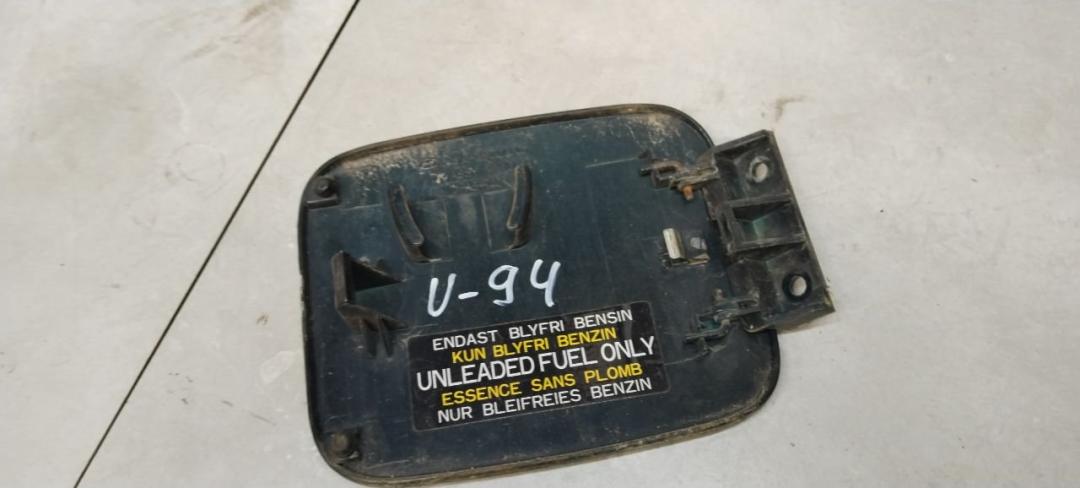 U-94
ENDAST BLYFRI BENSIN
KUN BLYFRI BENZIN
UNLEADED FUEL ONLY
ESSENCE SANS PLOMB
NUR BLEIFREIES BENZIN